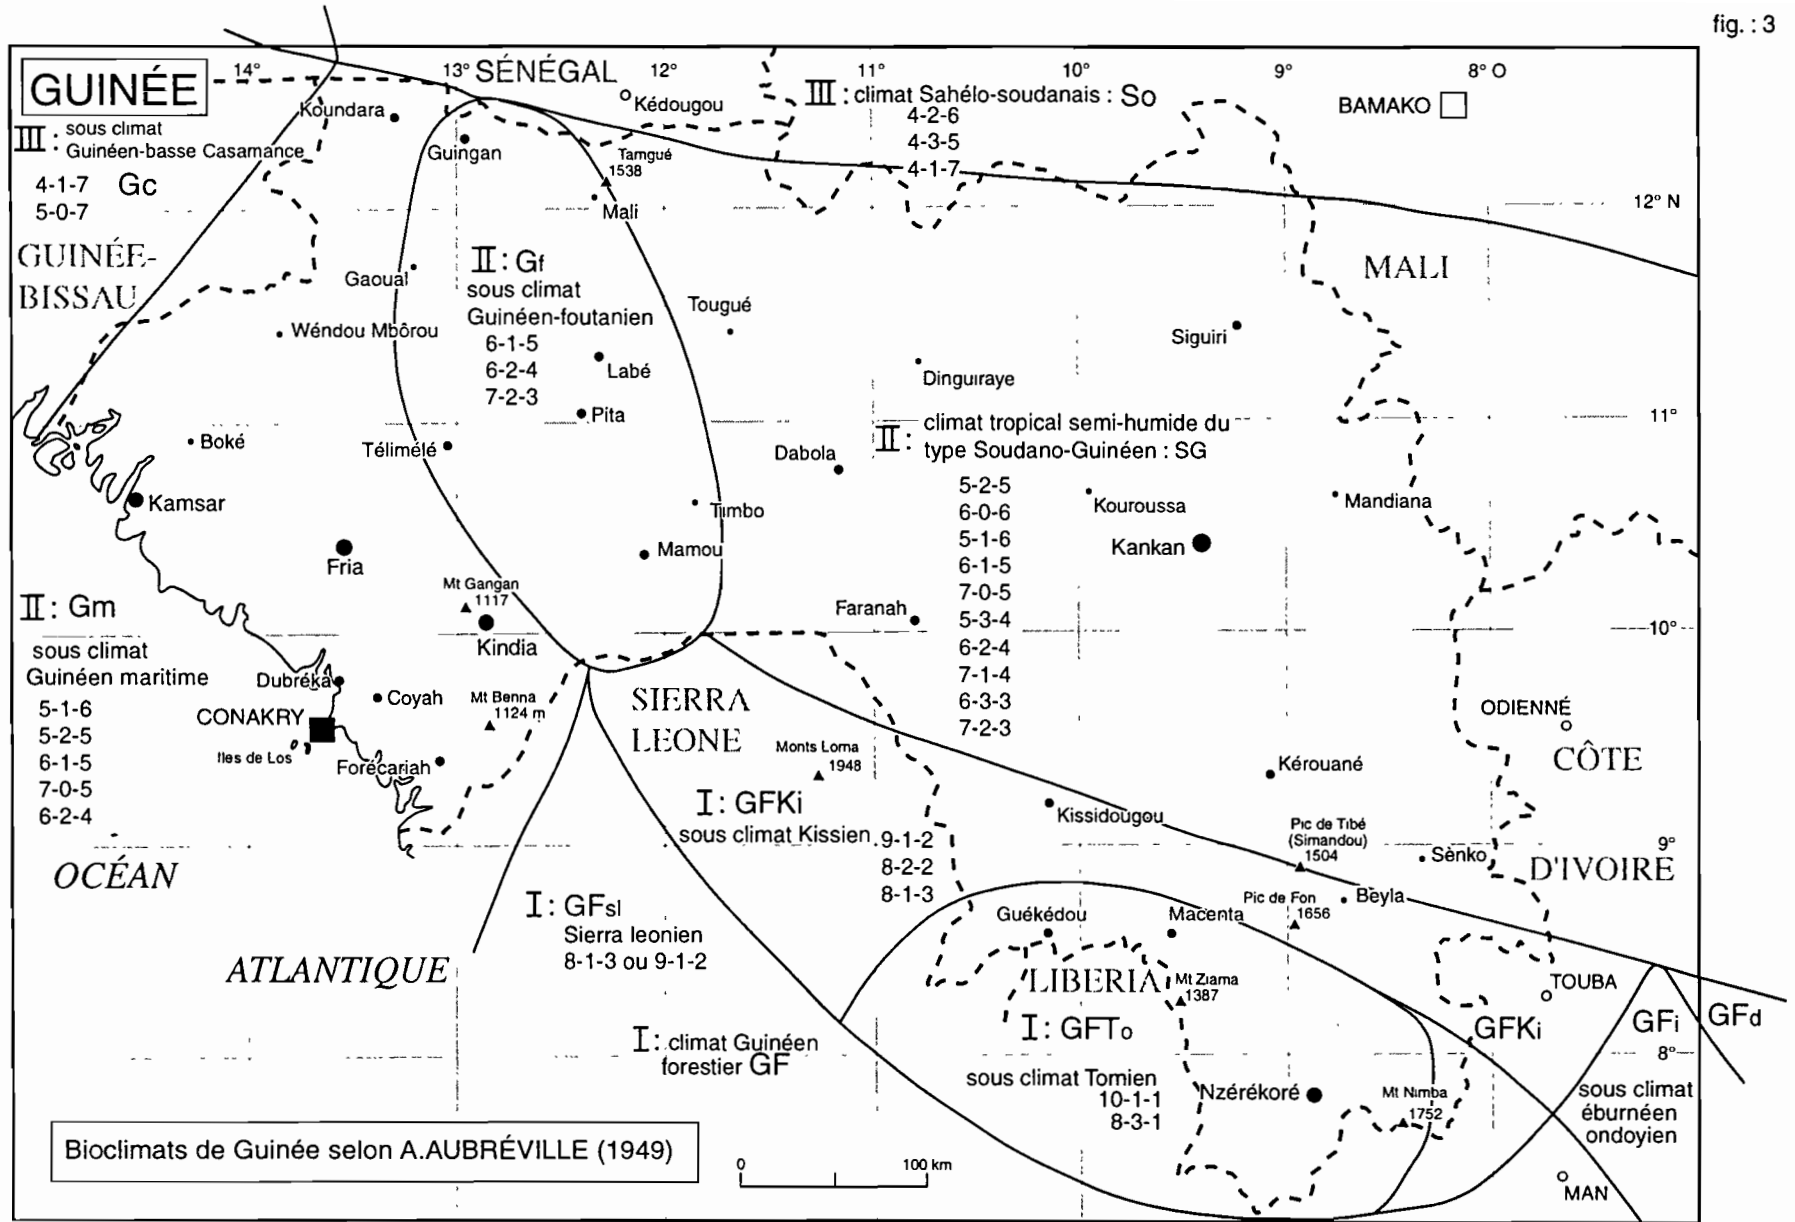 fig. : 3
GUINÉE
14°
13°
SÉNÉGAL
12°
11°
10°
9°
8° O
Koundara
Kédougou
III : climat Sahélo-soudanais : So
4-2-6
4-3-5
4-1-7
BAMAKO
III : sous climat
Guinéen-basse Casamance
4-1-7 Gc
5-0-7
Guingan
Tamgué
1538
Mali
12° N
GUINÉE-
BISSAU
Gaoual
II : Gf
sous climat
Guinéen-foutanien
6-1-5
6-2-4
7-2-3
MALI
Wéndou Mbôrou
Tougué
Labé
Siguiri
Dinguiraye
Pita
Boké
Télimélé
Dabola
II : climat tropical semi-humide du
type Soudano-Guinéen : SG
5-2-5
6-0-6
5-1-6
6-1-5
7-0-5
5-3-4
6-2-4
7-1-4
6-3-3
7-2-3
11°
Kamsar
Timbo
Kouroussa
Mandiana
Fria
Mamou
Kankan
Mt Gangan
1117
Kindia
Faranah
10°
II : Gm
sous climat
Guinéen maritime
5-1-6
5-2-5
6-1-5
7-0-5
6-2-4
Dubréka
Coyah
Mt Benna
1124 m
CONAKRY
Iles de Los
Forécariah
SIERRA
LEONE
Monts Loma
1948
ODIENNÉ
CÔTE
D'IVOIRE
Kérouané
I : GFKi
sous climat Kissien
9-1-2
8-2-2
8-1-3
Kissidougou
Pic de Tibé
(Simandou)
1504
Sènko
9°
OCÉAN
ATLANTIQUE
I : GFsl
Sierra leonien
8-1-3 ou 9-1-2
Guékédou
Macenta
Pic de Fon
1656
Beyla
LIBERIA
Mt Ziama
1387
TOUBA
I : GFTo
sous climat Tomien
10-1-1
8-3-1
GFKi
GFi
GFd
I : climat Guinéen
forestier GF
8°
sous climat
éburnéen
ondoyien
Nzérékoré
Mt Nimba
1752
Bioclimats de Guinée selon A.AUBRÉVILLE (1949)
0
100 km
MAN